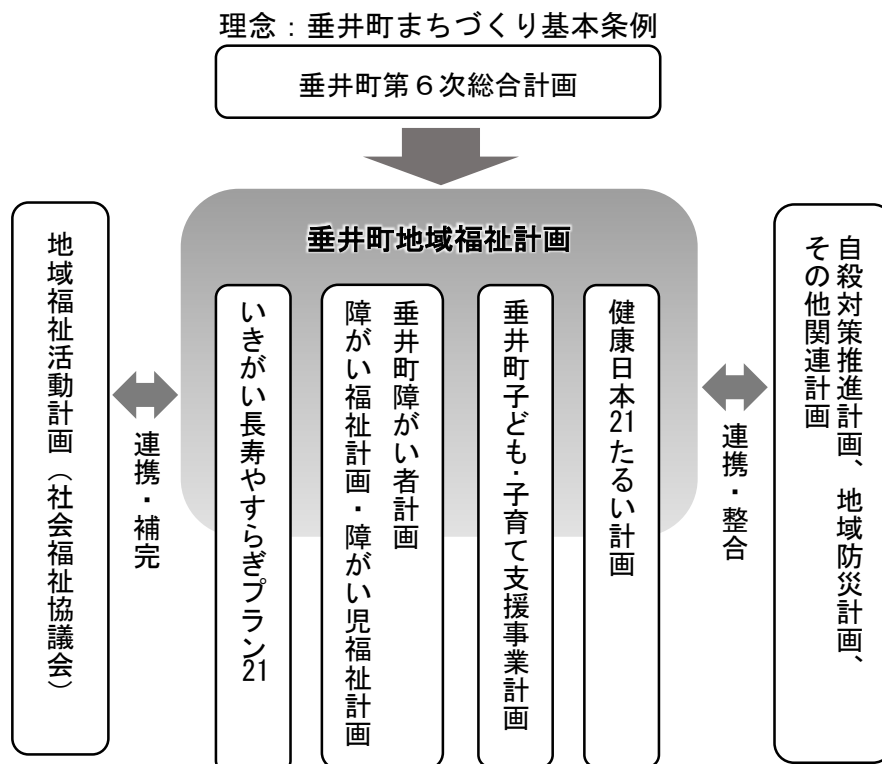 理念：垂井町まちづくり基本条例
垂井町第６次総合計画
垂井町地域福祉計画
地域福祉活動計画（社会福祉協議会）
連携・補完
いきがい長寿やすらぎプラン21
垂井町障がい者計画
障がい福祉計画・障がい児福祉計画
垂井町子ども・子育て支援事業計画
健康日本21たるい計画
連携・整合
自殺対策推進計画、地域防災計画、
その他関連計画